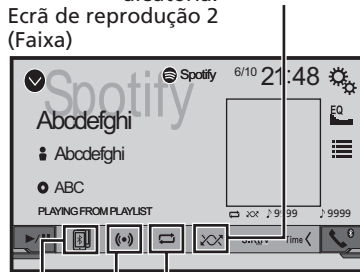 Ecrã de reprodução 2
(Faixa)
Spotify
Spotify
6/10 21:48
Abcdefghi
EQ
Abcdefghi
ABC
PLAYING FROM PLAYLIST
9999
9999
Time